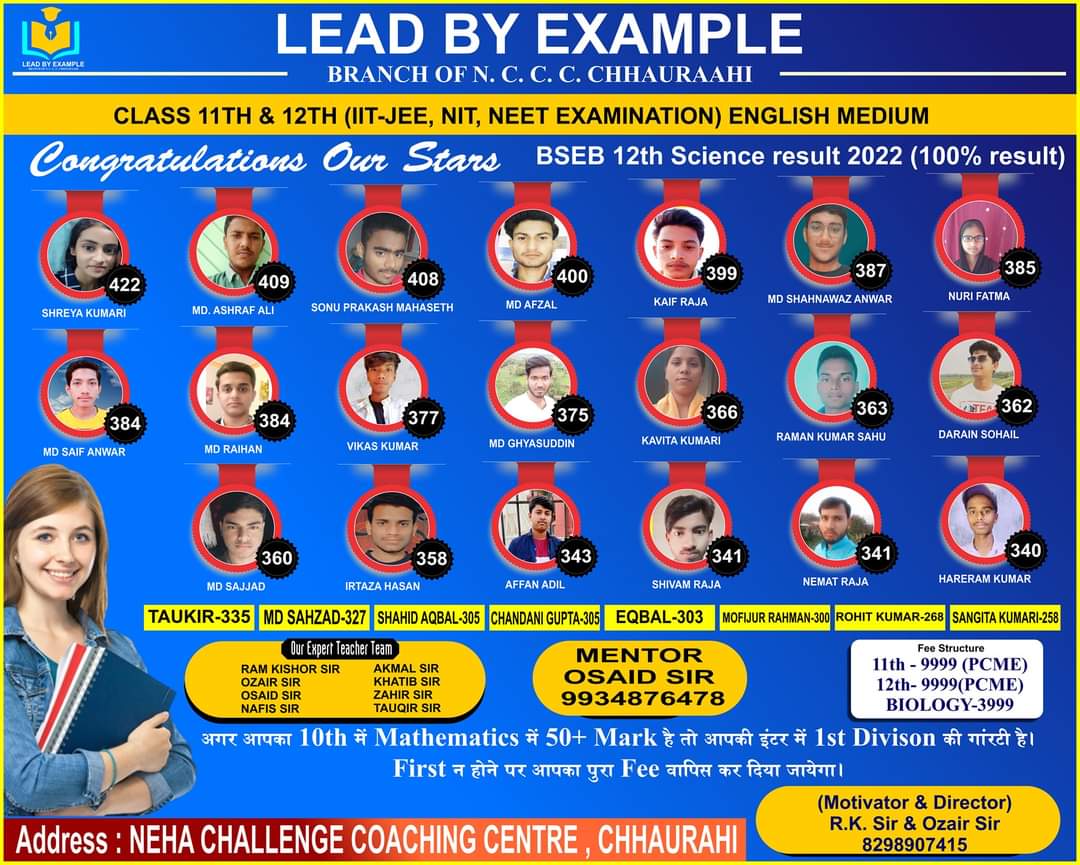 LEAD BY EXAMPLE
LEAD BY EXAMPLE
BRANCH OF N. C. C. C. CHHAURAAHI
CLASS 11TH & 12TH (IIT-JEE, NIT, NEET EXAMINATION) ENGLISH MEDIUM
Congratulations Our Stars
BSEB 12th Science result 2022 (100% result)
422
SHREYA KUMARI
409
MD. ASHRAF ALI
408
SONU PRAKASH MAHASETH
400
MD AFZAL
399
KAIF RAJA
387
MD SHAHNAWAZ ANWAR
385
NURI FATMA
384
MD SAIF ANWAR
384
MD RAIHAN
377
VIKAS KUMAR
375
MD GHYASUDDIN
366
KAVITA KUMARI
363
RAMAN KUMAR SAHU
362
DARAIN SOHAIL
360
MD SAJJAD
358
IRTAZA HASAN
343
AFFAN ADIL
341
SHIVAM RAJA
341
NEMAT RAJA
340
HARERAM KUMAR
TAUKIR-335
MD SAHZAD-327
SHAHID AQBAL-305
CHANDANI GUPTA-305
EQBAL-303
MOFIJUR RAHMAN-300
ROHIT KUMAR-268
SANGITA KUMARI-258
Our Expert Teacher Team
RAM KISHOR SIR
OZAIR SIR
OSAID SIR
NAFIS SIR
AKMAL SIR
KHATIB SIR
ZAHIR SIR
TAUQIR SIR
MENTOR
OSAID SIR
9934876478
Fee Structure
11th - 9999 (PCME)
12th- 9999(PCME)
BIOLOGY-3999
अगर आपका 10th में Mathematics में 50+ Mark है तो आपकी इंटर में 1st Divison की गांरटी है।
First न होने पर आपका पुरा Fee वापिस कर दिया जायेगा।
(Motivator & Director)
R.K. Sir & Ozair Sir
8298907415
Address : NEHA CHALLENGE COACHING CENTRE , CHHAURAHI